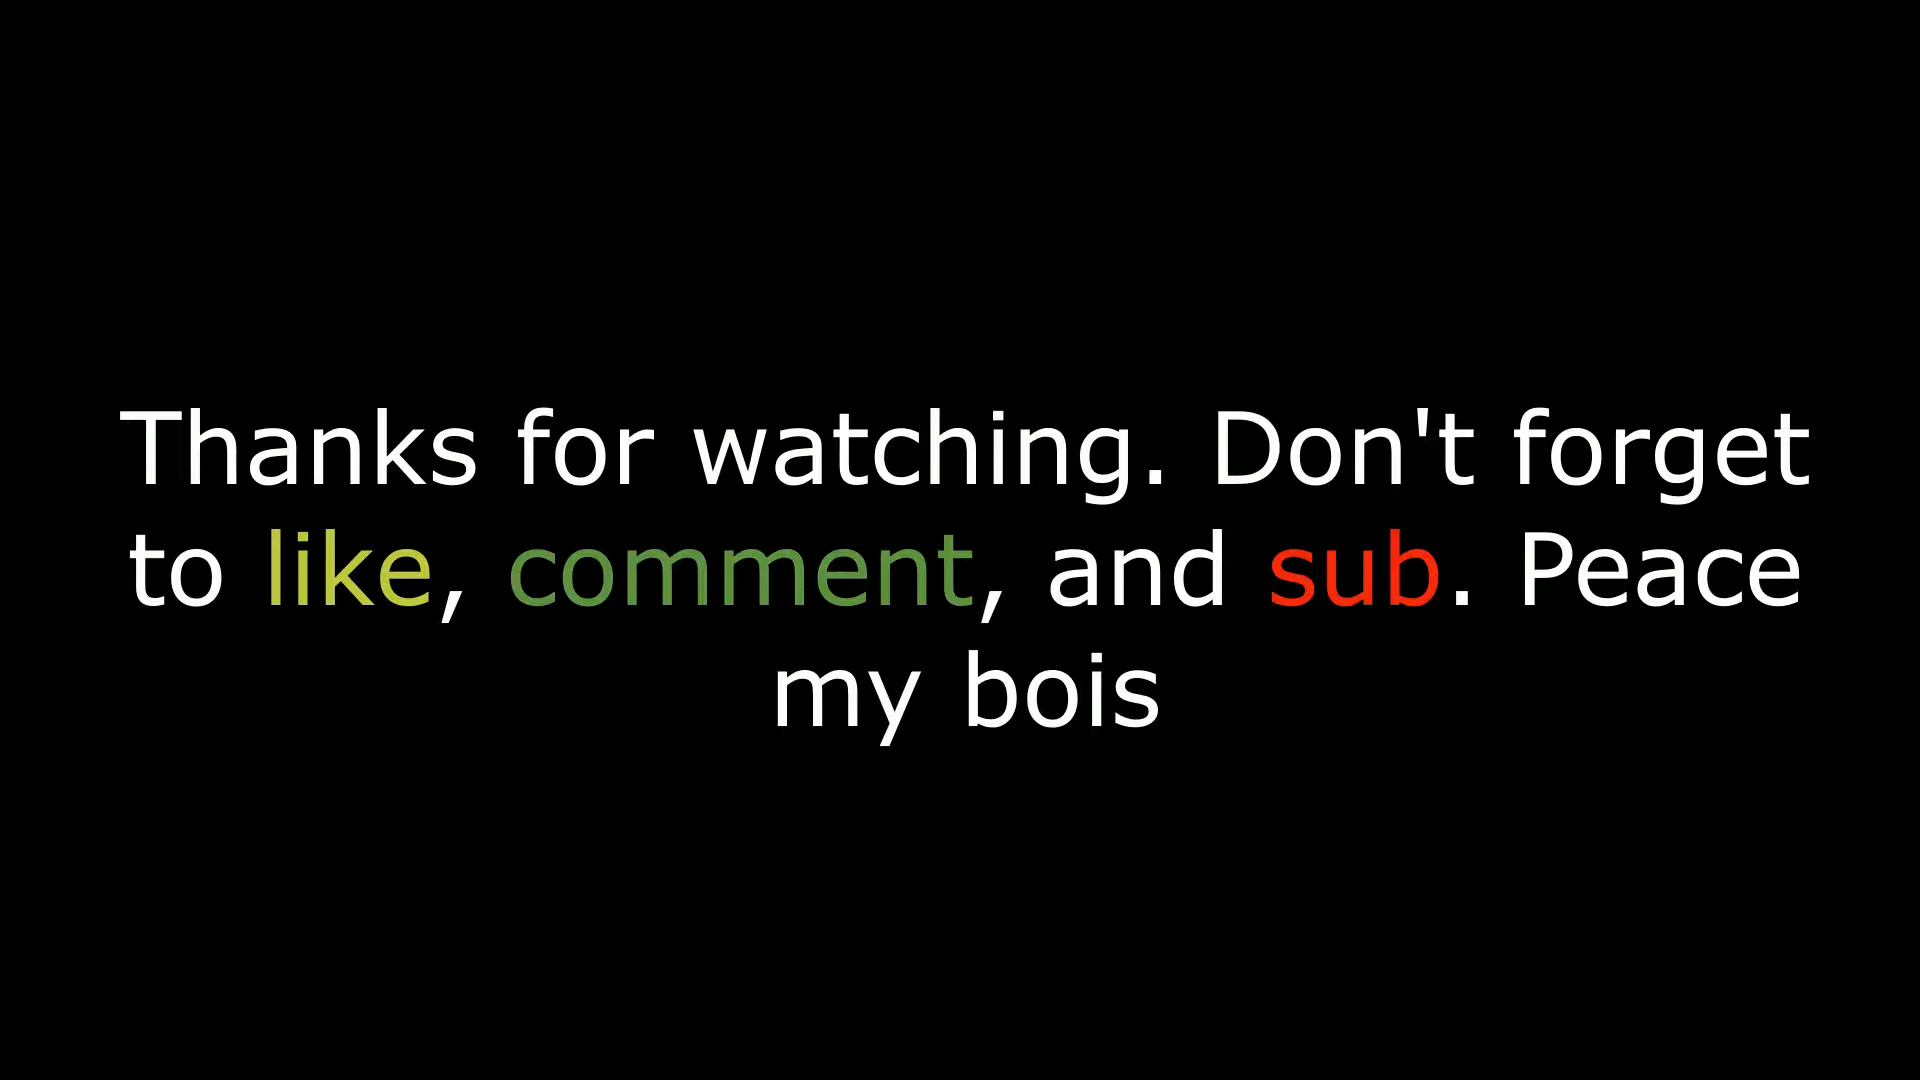 Thanks for watching. Don't forget
to like, comment, and sub. Peace
my bois